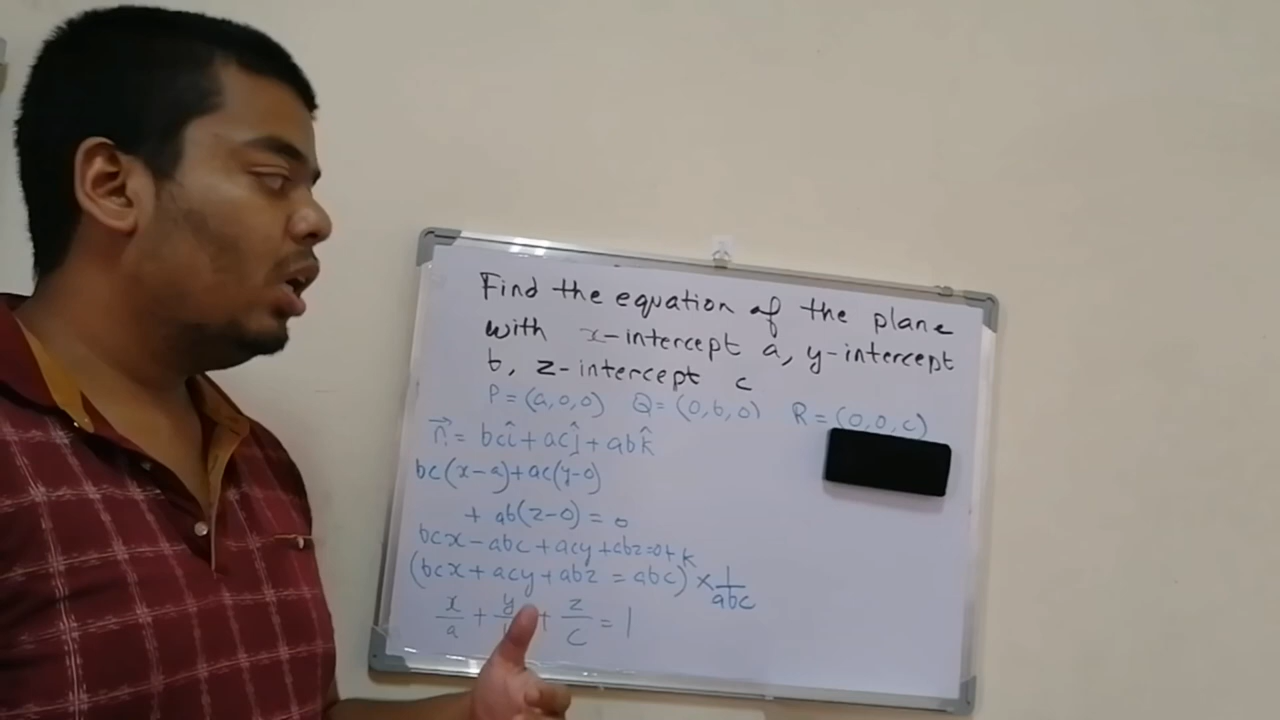 Find the equation of the plane
with x-intercept a, y-intercept
b, z-intercept c
P = (a,0,0) Q = (0,b,0) R = (0,0,c)
n⃗ = bcî + acĵ + abk̂
bc(x-a)+ac(y-0)
+ ab(z-0) = 0
bcx - abc + acy + abz=0
(bcx + acy + abz = abc) × 1/abc
x/a + y/ + z/c = 1